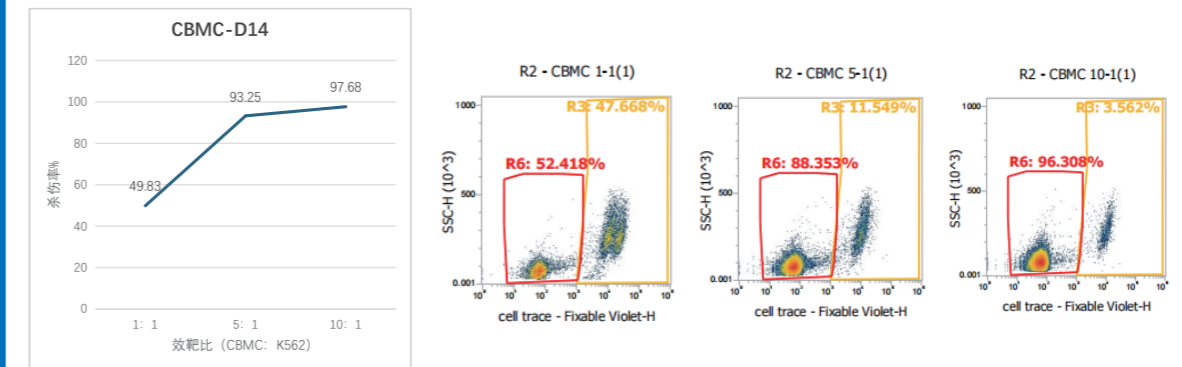 CBMC-D14
120
100
80
60
40
20
0
49.83
93.25
97.68
杀伤率%
1：1
5：1
10：1
效靶比（CBMC：K562）
R2 - CBMC 1-1(1)
R3: 47.668%
R6: 52.418%
SSC-H (10^3)
1000
500
0.001
cell trace - Fixable Violet-H
R2 - CBMC 5-1(1)
R3: 11.549%
R6: 88.353%
SSC-H (10^3)
1000
500
0.001
cell trace - Fixable Violet-H
R2 - CBMC 10-1(1)
R3: 3.562%
R6: 96.308%
SSC-H (10^3)
1000
500
0.001
cell trace - Fixable Violet-H